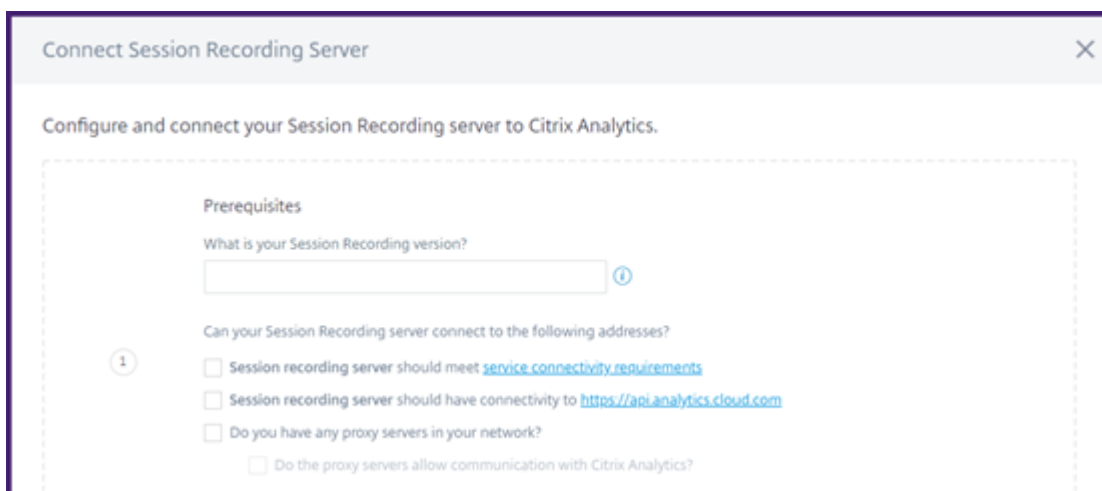 Connect Session Recording Server
Configure and connect your Session Recording server to Citrix Analytics.
Prerequisites
What is your Session Recording version?
Can your Session Recording server connect to the following addresses?
1
Session recording server should meet service connectivity requirements
Session recording server should have connectivity to https://api.analytics.cloud.com
Do you have any proxy servers in your network?
Do the proxy servers allow communication with Citrix Analytics?